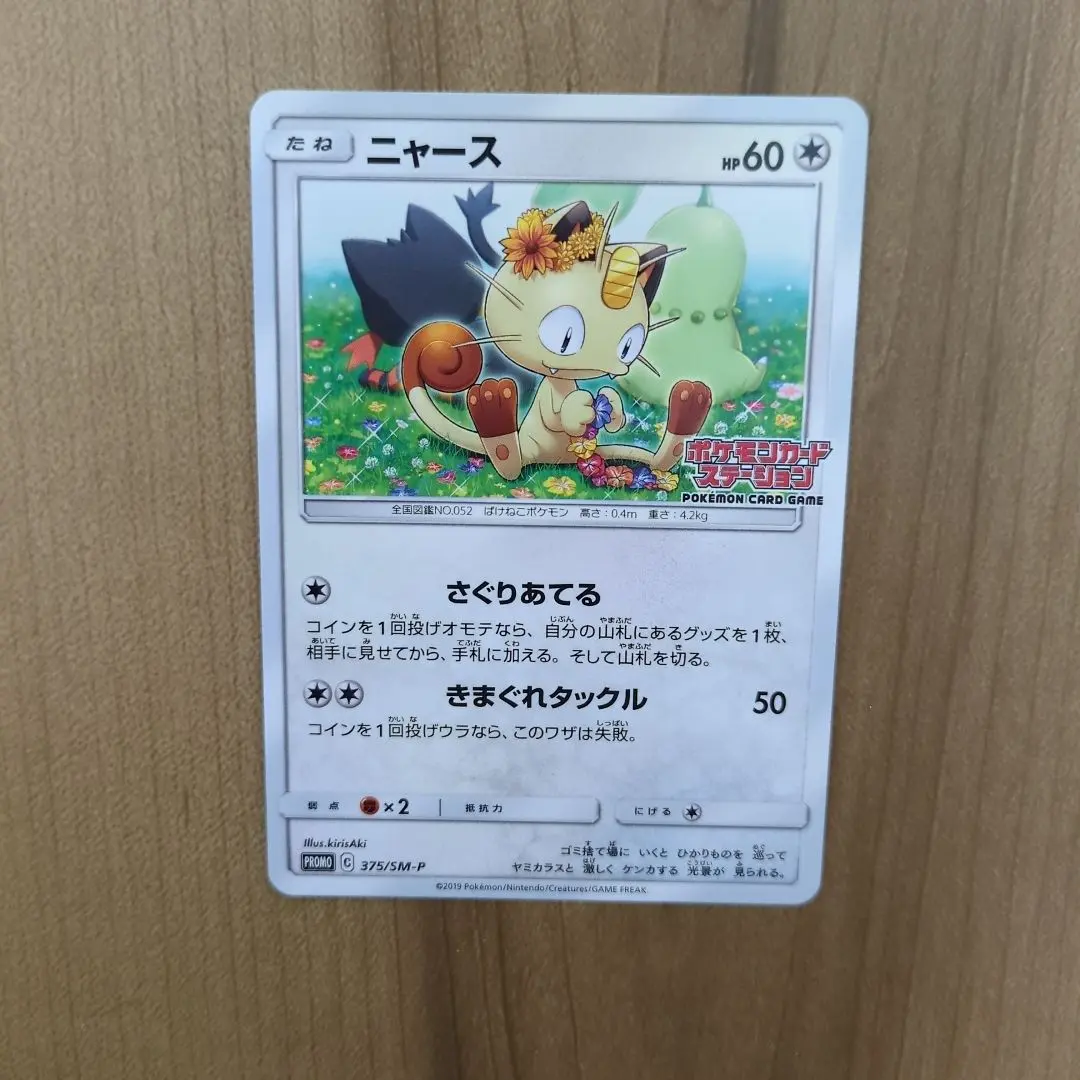 たね ニャース HP60
ポケモンカード
ステーション
POKÉMON CARD GAME
全国図鑑NO.052 ばけねこポケモン 高さ:0.4m 重さ:4.2kg
さぐりあてる
コインを1回投げオモテなら、自分の山札にあるグッズを1枚、
相手に見せてから、手札に加える。そして山札を切る。
きまぐれタックル 50
コインを1回投げウラなら、このワザは失敗。
弱点 ×2 抵抗力 にげる
Illus.kirisAki
PROMO C 375/SM-P
ゴミ捨て場に いくと ひかりものを 巡って
ヤミカラスと 激しく ケンカする 光景が 見られる。
©2019 Pokémon/Nintendo/Creatures/GAME FREAK.